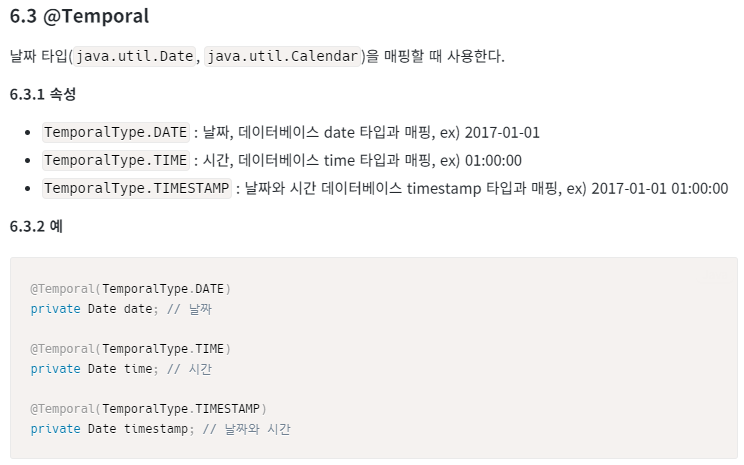 6.3 @Temporal
날짜 타입(java.util.Date, java.util.Calendar)을 매핑할 때 사용한다.
6.3.1 속성
• TemporalType.DATE : 날짜, 데이터베이스 date 타입과 매핑, ex) 2017-01-01
• TemporalType.TIME : 시간, 데이터베이스 time 타입과 매핑, ex) 01:00:00
• TemporalType.TIMESTAMP : 날짜와 시간 데이터베이스 timestamp 타입과 매핑, ex) 2017-01-01 01:00:00
6.3.2 예
@Temporal(TemporalType.DATE)
private Date date; // 날짜
@Temporal(TemporalType.TIME)
private Date time; // 시간
@Temporal(TemporalType.TIMESTAMP)
private Date timestamp; // 날짜와 시간